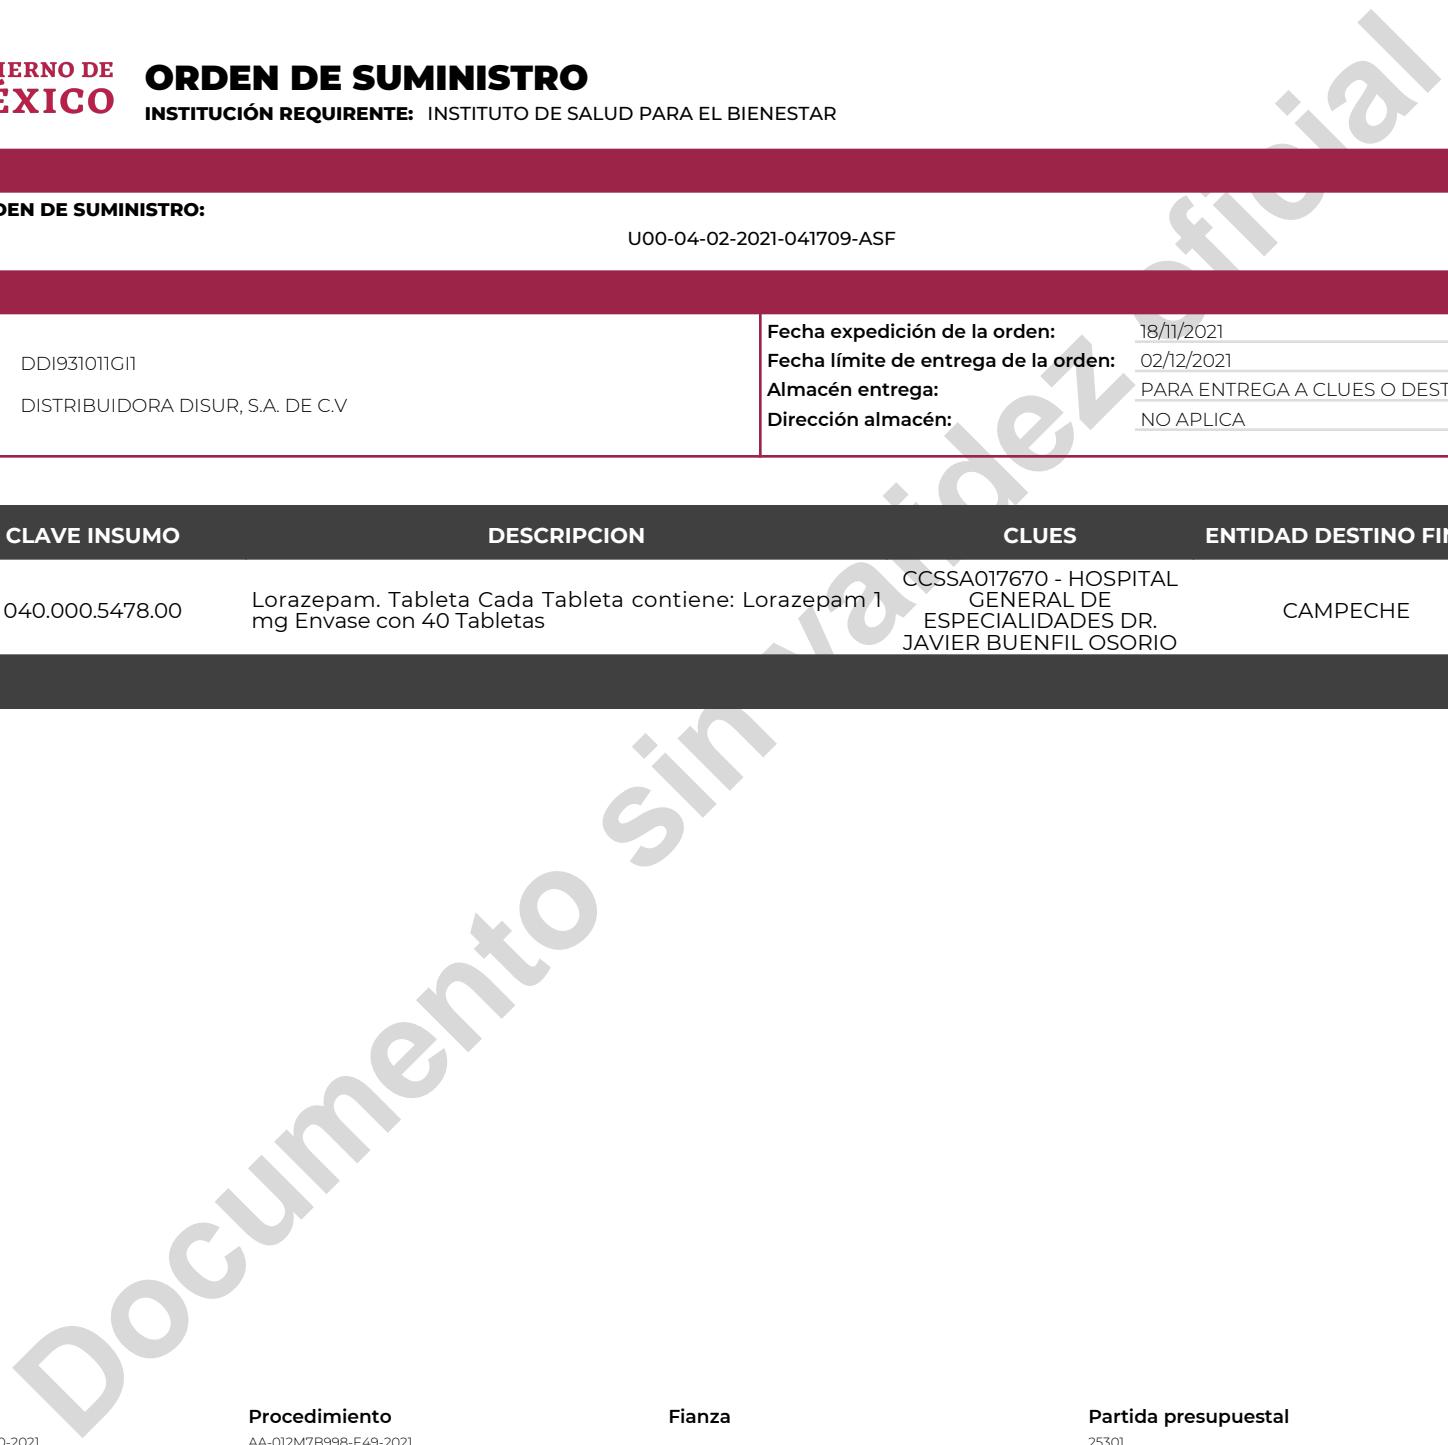 IERNO DE
ÉXICO
ORDEN DE SUMINISTRO
INSTITUCIÓN REQUIRENTE: INSTITUTO DE SALUD PARA EL BIENESTAR
DEN DE SUMINISTRO:
U00-04-02-2021-041709-ASF
DDI931011GI1
DISTRIBUIDORA DISUR, S.A. DE C.V
Fecha expedición de la orden: 18/11/2021
Fecha límite de entrega de la orden: 02/12/2021
Almacén entrega: PARA ENTREGA A CLUES O DEST
Dirección almacén: NO APLICA
CLAVE INSUMO DESCRIPCION CLUES ENTIDAD DESTINO FIN
040.000.5478.00
Lorazepam. Tableta Cada Tableta contiene: Lorazepam 1
mg Envase con 40 Tabletas
CCSSA017670 - HOSPITAL
GENERAL DE
ESPECIALIDADES DR.
JAVIER BUENFIL OSORIO
CAMPECHE
Documento sin validez oficial
Procedimiento Fianza Partida presupuestal
0-2021 AA-012M7B998-E49-2021 25301